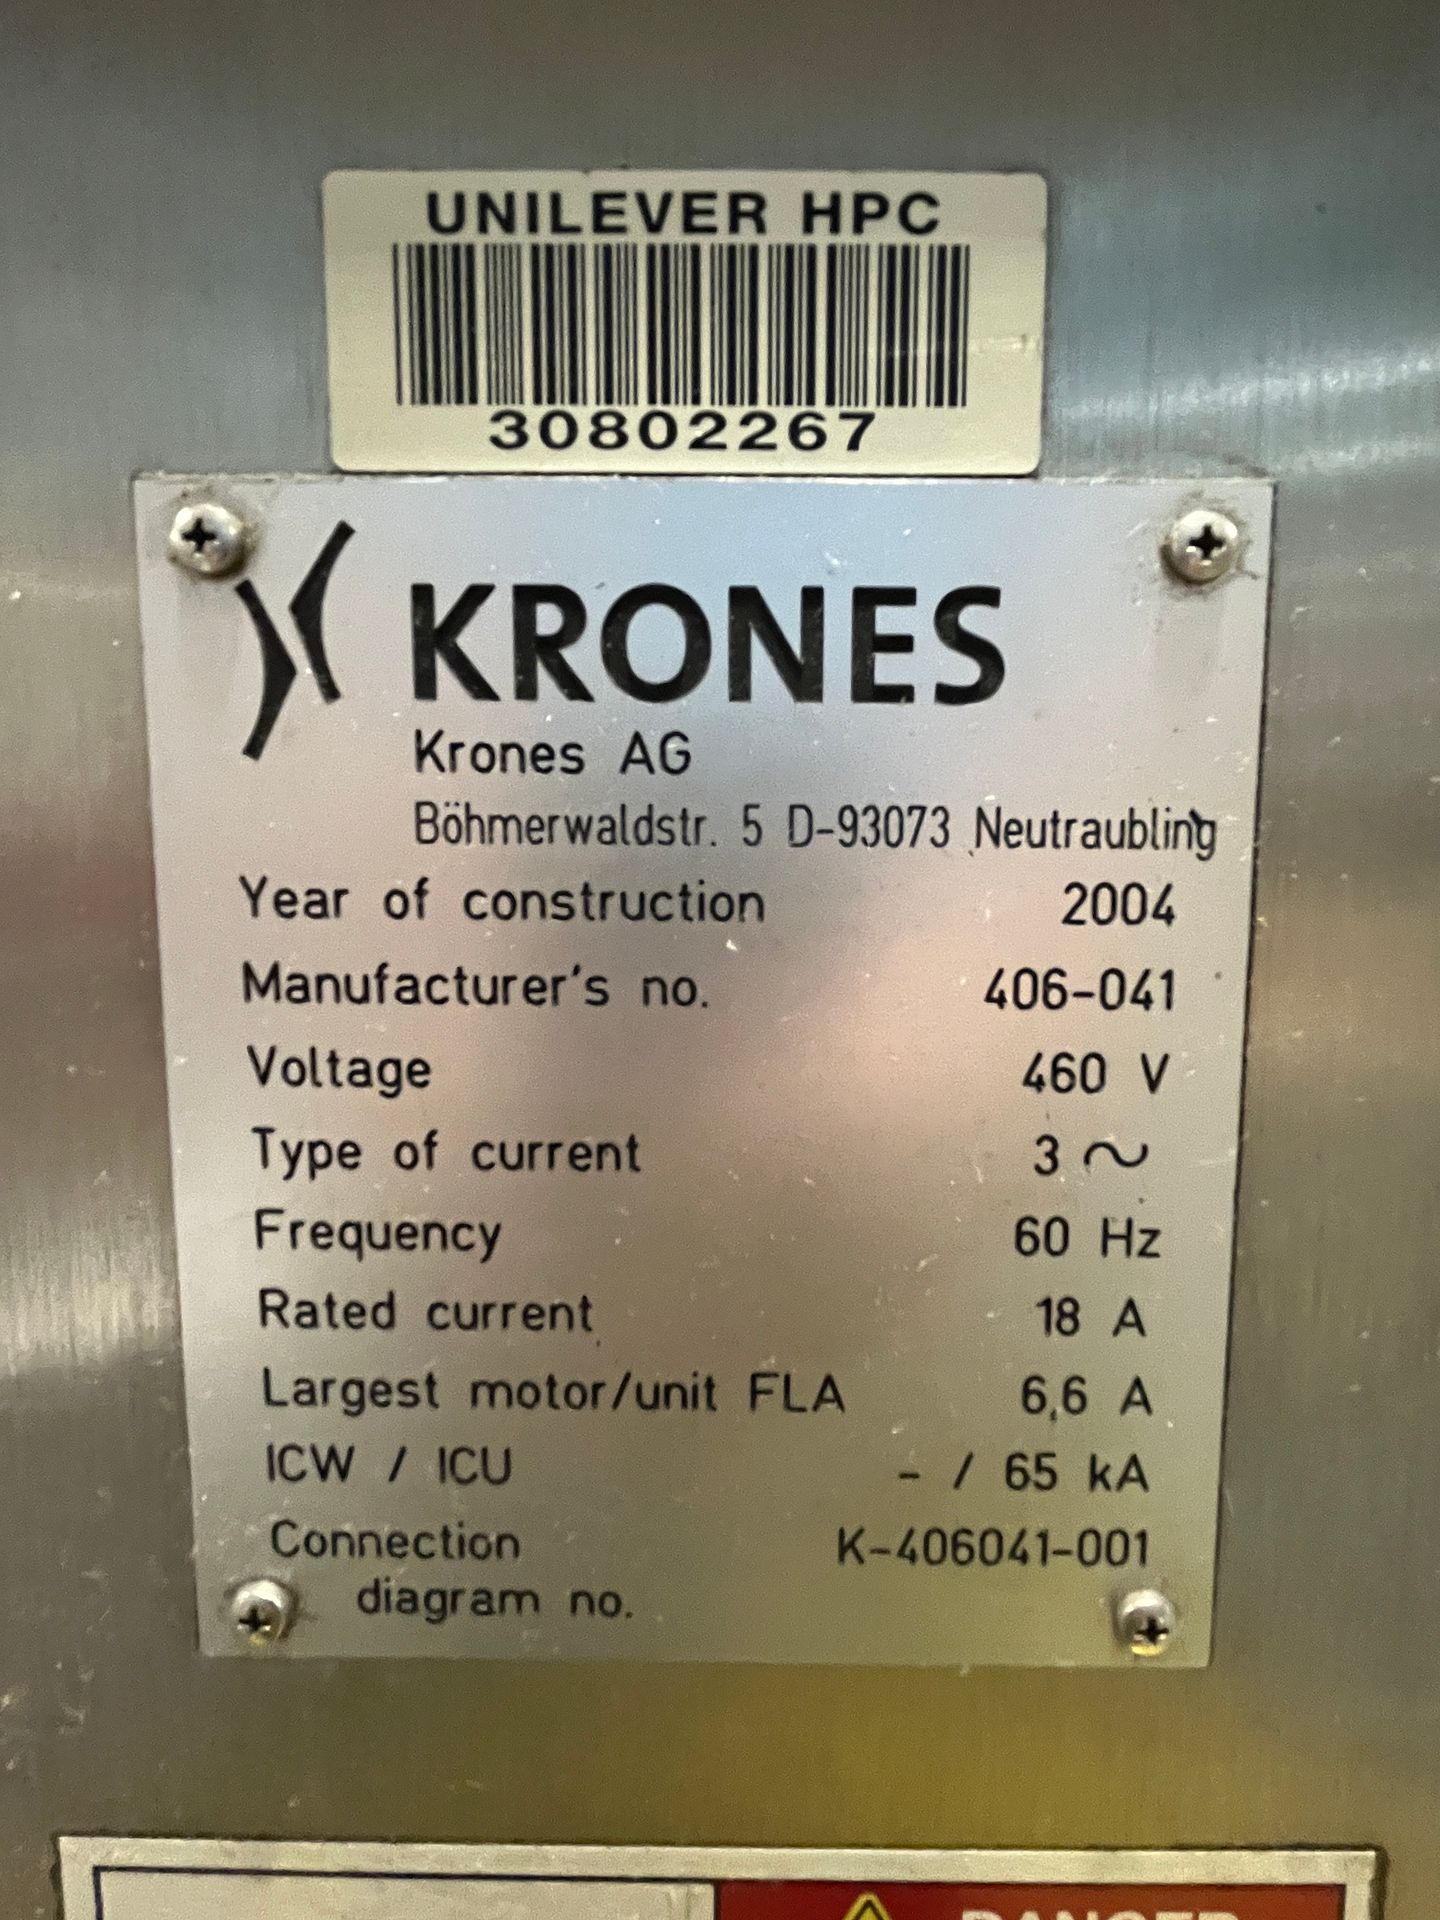 UNILEVER HPC
30802267
KRONES
Krones AG
Böhmerwaldstr. 5 D-93073 Neutraubling
Year of construction 2004
Manufacturer's no. 406-041
Voltage 460 V
Type of current 3 ~
Frequency 60 Hz
Rated current 18 A
Largest motor/unit FLA 6,6 A
ICW / ICU - / 65 kA
Connection K-406041-001
diagram no.
DANGER